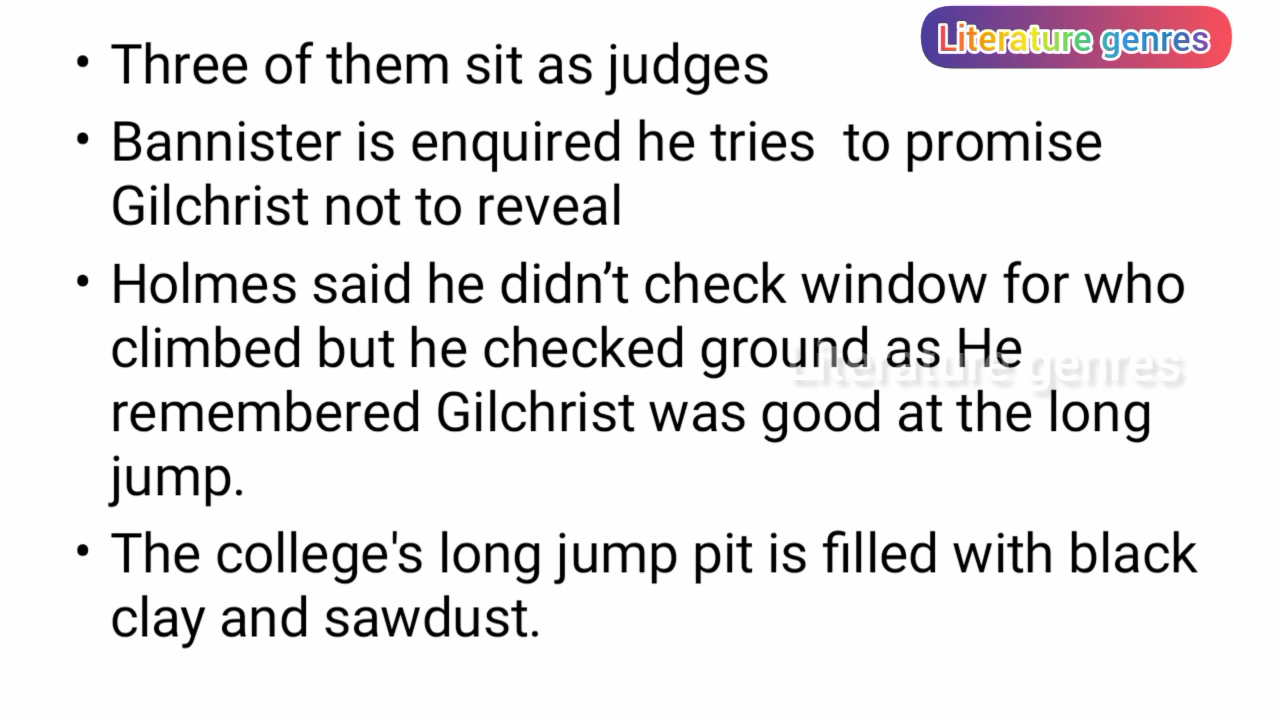 Literature genres
• Three of them sit as judges
• Bannister is enquired he tries  to promise
Gilchrist not to reveal
• Holmes said he didn’t check window for who
climbed but he checked ground as He
Literature genres
remembered Gilchrist was good at the long
jump.
• The college's long jump pit is filled with black
clay and sawdust.